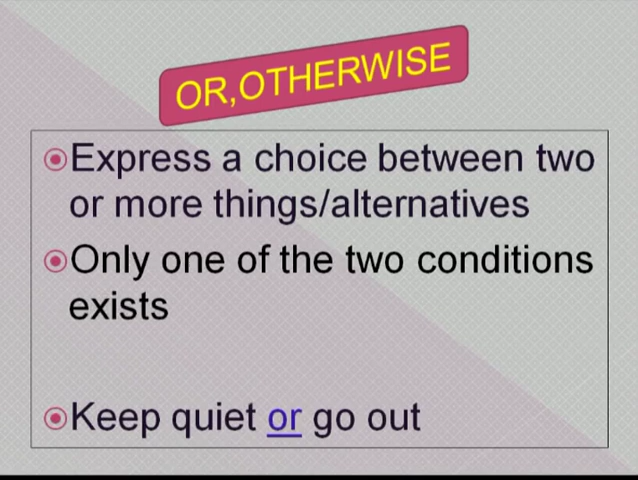 OR,OTHERWISE
Express a choice between two
or more things/alternatives
Only one of the two conditions
exists
Keep quiet or go out